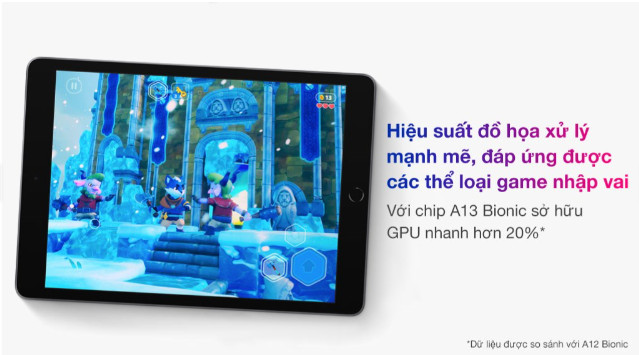 13
Hiệu suất đồ họa xử lý
mạnh mẽ, đáp ứng được
các thể loại game nhập vai
Với chip A13 Bionic sở hữu
GPU nhanh hơn 20%*
*Dữ liệu được so sánh với A12 Bionic